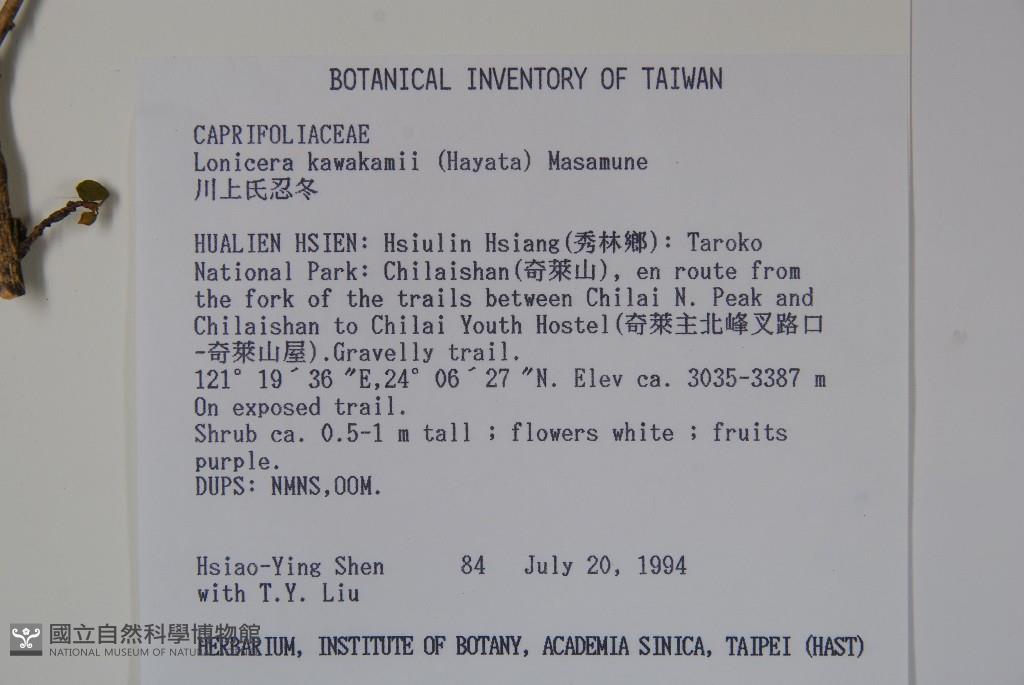 BOTANICAL INVENTORY OF TAIWAN
CAPRIFOLIACEAE
Lonicera kawakamii (Hayata) Masamune
川上氏忍冬
HUALIEN HSIEN: Hsiulin Hsiang(秀林鄉): Taroko
National Park: Chilaishan(奇萊山), en route from
the fork of the trails between Chilai N. Peak and
Chilaishan to Chilai Youth Hostel(奇萊主北峰叉路口
-奇萊山屋).Gravelly trail.
121° 19´36 "E,24° 06´27 "N. Elev ca. 3035-3387 m
On exposed trail.
Shrub ca. 0.5-1 m tall ; flowers white ; fruits
purple.
DUPS: NMNS,OOM.
Hsiao-Ying Shen 84 July 20, 1994
with T.Y. Liu
HERBARIUM, INSTITUTE OF BOTANY, ACADEMIA SINICA, TAIPEI (HAST)
國立自然科學博物館
NATIONAL MUSEUM OF NATU